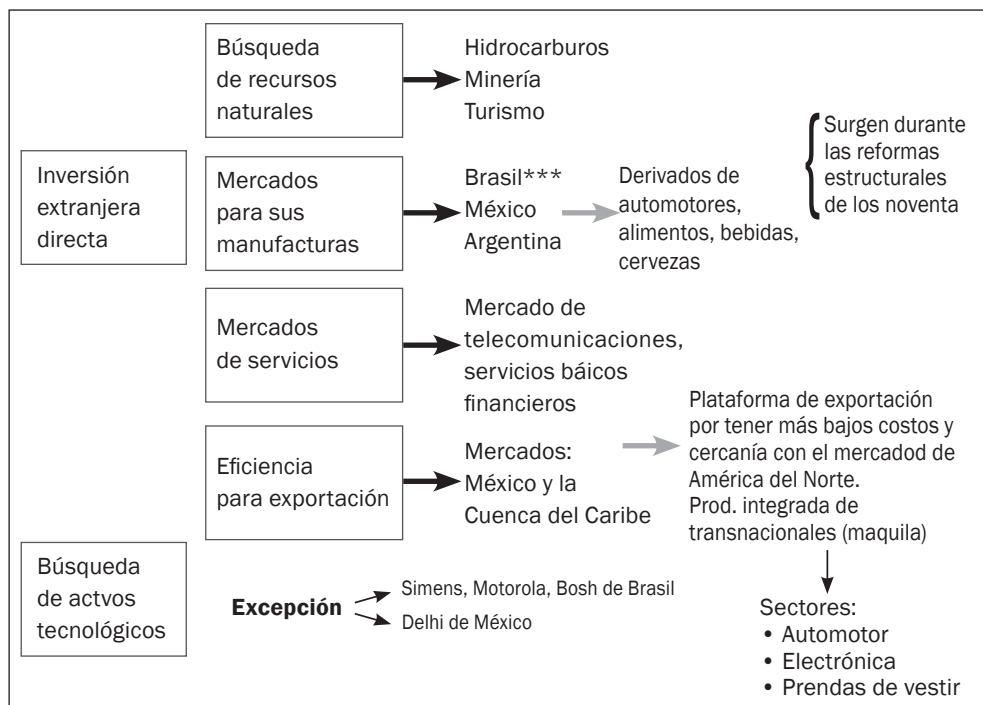 Búsqueda
de recursos
naturales
Hidrocarburos
Minería
Turismo
Inversión
extranjera
directa
Mercados
para sus
manufacturas
Brasil***
México
Argentina
Derivados de
automotores,
alimentos, bebidas,
cervezas
Surgen durante
las reformas
estructurales
de los noventa
Mercados
de servicios
Mercado de
telecomunicaciones,
servicios báicos
financieros
Eficiencia
para exportación
Mercados:
México y la
Cuenca del Caribe
Plataforma de exportación
por tener más bajos costos y
cercanía con el mercadod de
América del Norte.
Prod. integrada de
transnacionales (maquila)
Búsqueda
de actvos
tecnológicos
Excepción
Simens, Motorola, Bosh de Brasil
Delhi de México
Sectores:
• Automotor
• Electrónica
• Prendas de vestir